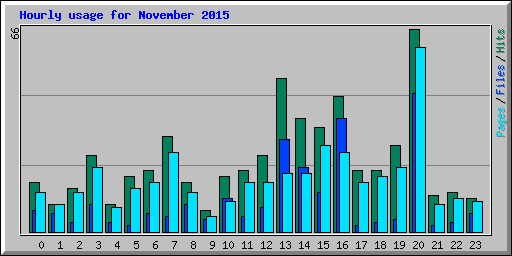 Hourly usage for November 2015
66
Pages / Files / Hits
0 1 2 3 4 5 6 7 8 9 10 11 12 13 14 15 16 17 18 19 20 21 22 23